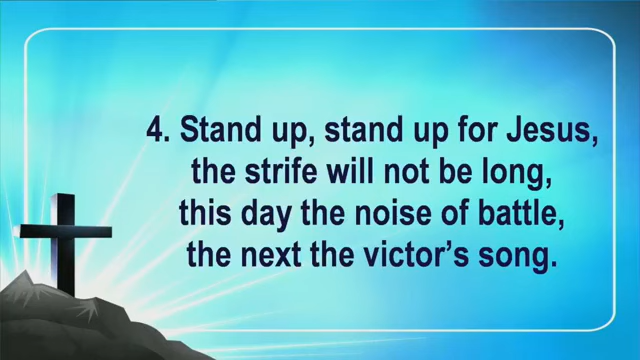 4. Stand up, stand up for Jesus,
the strife will not be long,
this day the noise of battle,
the next the victor’s song.